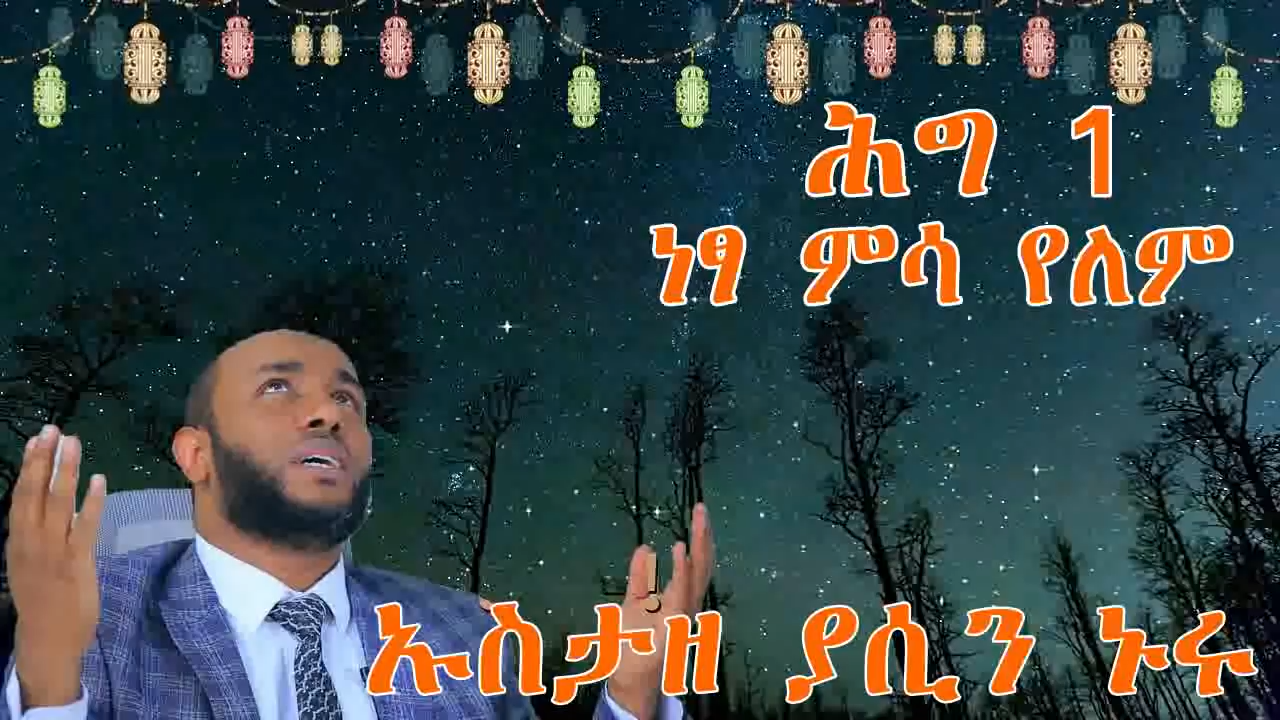 ሕግ 1
ነፃ ምሳ የለም
ኡስታዘ ያሲን ኑሩ